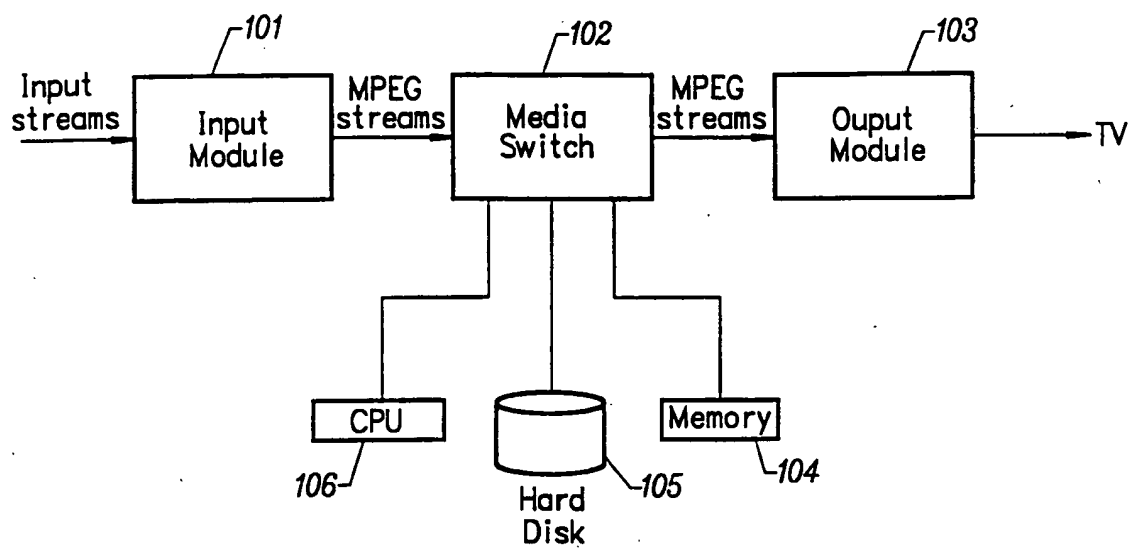 101
102
103
Input
streams
Input
Module
MPEG
streams
Media
Switch
MPEG
streams
Ouput
Module
TV
CPU
106
Hard
Disk
105
Memory
104